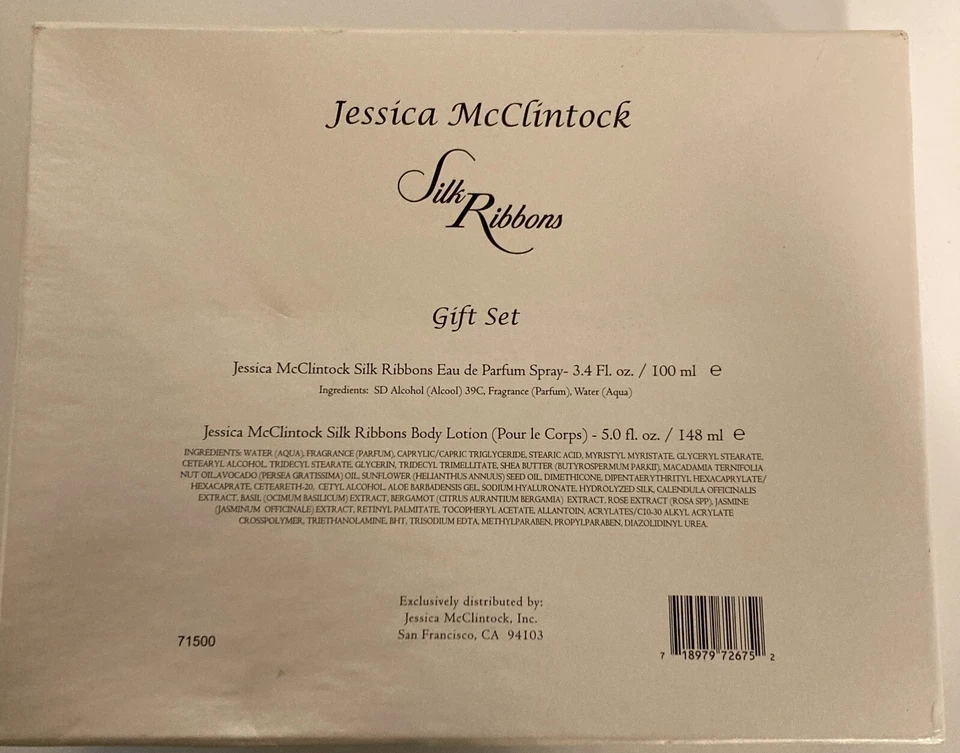 Jessica McClintock
Silk
Ribbons
Gift Set
Jessica McClintock Silk Ribbons Eau de Parfum Spray- 3.4 Fl. oz. / 100 ml ℮
Ingredients: SD Alcohol (Alcool) 39C, Fragrance (Parfum), Water (Aqua)
Jessica McClintock Silk Ribbons Body Lotion (Pour le Corps) - 5.0 fl. oz. / 148 ml ℮
INGREDIENTS: WATER (AQUA), FRAGRANCE (PARFUM), CAPRYLIC/CAPRIC TRIGLYCERIDE, STEARIC ACID, MYRISTYL MYRISTATE, GLYCERYL STEARATE,
CETEARYL ALCOHOL, TRIDECYL STEARATE, GLYCERIN, TRIDECYL TRIMELLITATE, SHEA BUTTER (BUTYROSPERMUM PARKII), MACADAMIA TERNIFOLIA
NUT OIL,AVOCADO (PERSEA GRATISSIMA) OIL, SUNFLOWER (HELIANTHUS ANNUUS) SEED OIL, DIMETHICONE, DIPENTAERYTHRITYL HEXACAPRYLATE/
HEXACAPRATE, CETEARETH-20, CETYL ALCOHOL, ALOE BARBADENSIS GEL, SODIUM HYALURONATE, HYDROLYZED SILK, CALENDULA OFFICINALIS
EXTRACT, BASIL (OCIMUM BASILICUM) EXTRACT, BERGAMOT (CITRUS AURANTIUM BERGAMIA) EXTRACT, ROSE EXTRACT (ROSA SPP), JASMINE
(JASMINUM OFFICINALE) EXTRACT, RETINYL PALMITATE, TOCOPHERYL ACETATE, ALLANTOIN, ACRYLATES/C10-30 ALKYL ACRYLATE
CROSSPOLYMER, TRIETHANOLAMINE, BHT, TRISODIUM EDTA, METHYLPARABEN, PROPYLPARABEN, DIAZOLIDINYL UREA.
Exclusively distributed by:
Jessica McClintock, Inc.
San Francisco, CA 94103
71500
7 18979 72675 2